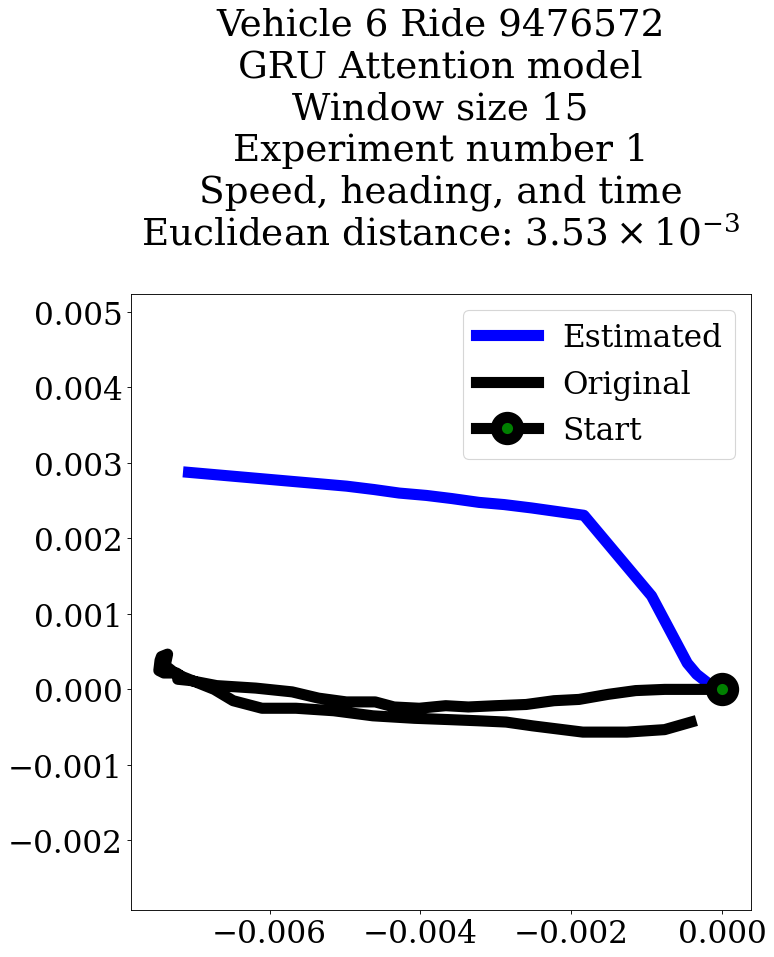 Vehicle 6 Ride 9476572
GRU Attention model
Window size 15
Experiment number 1
Speed, heading, and time
Euclidean distance: 3.53 × 10⁻³
0.005
0.004
0.003
0.002
0.001
0.000
−0.001
−0.002
Estimated
Original
Start
−0.006 −0.004 −0.002 0.000